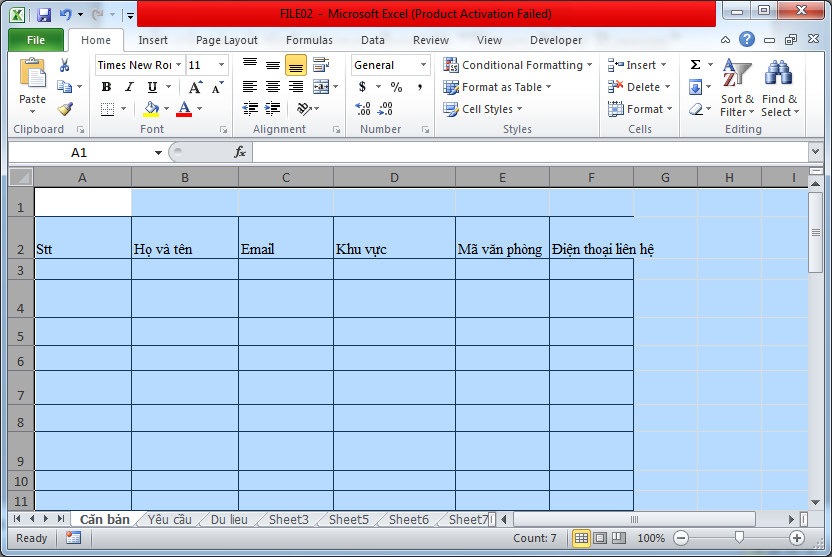 FILE02 - Microsoft Excel (Product Activation Failed)
File Home Insert Page Layout Formulas Data Review View Developer
Paste
Clipboard
Times New Ror 11
B I U
A A
A
Font
Alignment
General
$ % ,
Number
Conditional Formatting
Format as Table
Cell Styles
Styles
Insert
Delete
Format
Cells
Σ
Sort & Filter
Find & Select
Editing
A1 fx
A B C D E F G H I
1
2 Stt Họ và tên Email Khu vực Mã văn phòng Điện thoại liên hệ
3
4
5
6
7
8
9
10
11
Căn bản Yêu cầu Du lieu Sheet3 Sheet5 Sheet6 Sheet7
Ready Count: 7 100%